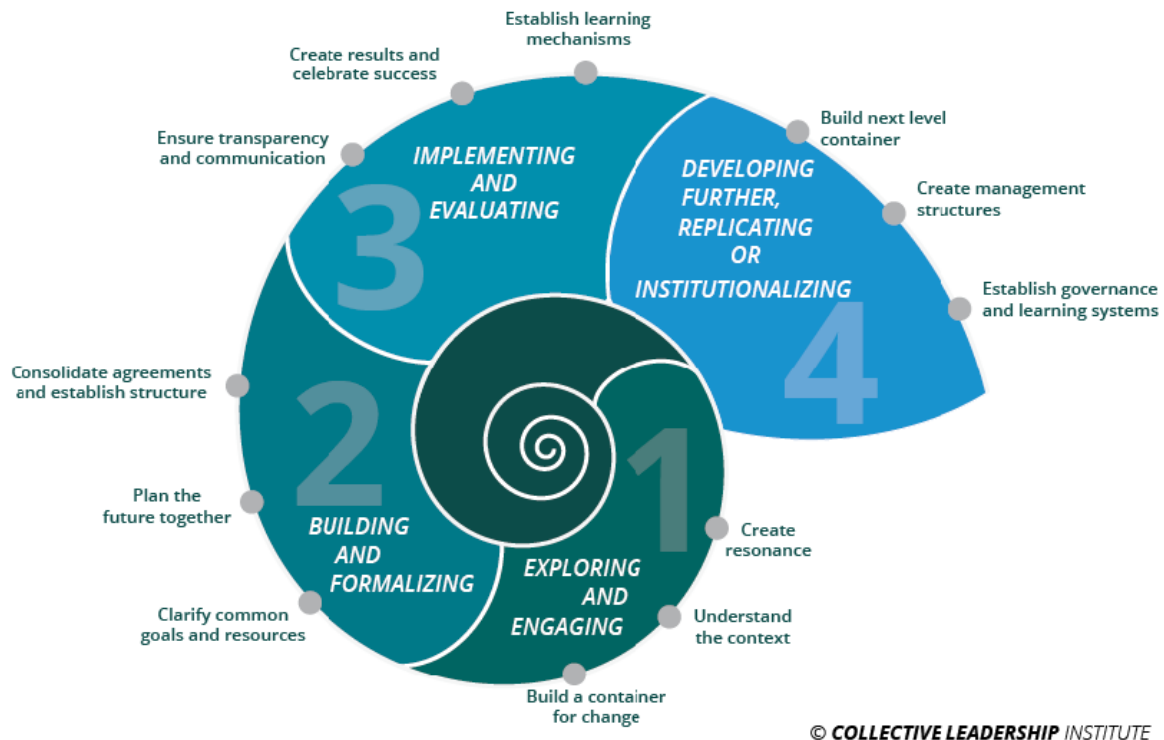 Establish learning
mechanisms
Create results and
celebrate success
Ensure transparency
and communication
3
IMPLEMENTING
AND
EVALUATING
Build next level
container
Create management
structures
Establish governance
and learning systems
DEVELOPING
FURTHER,
REPLICATING
OR
INSTITUTIONALIZING
4
Consolidate agreements
and establish structure
Plan the
future together
Clarify common
goals and resources
2
BUILDING
AND
FORMALIZING
1
EXPLORING
AND
ENGAGING
Create
resonance
Understand
the context
Build a container
for change
© COLLECTIVE LEADERSHIP INSTITUTE